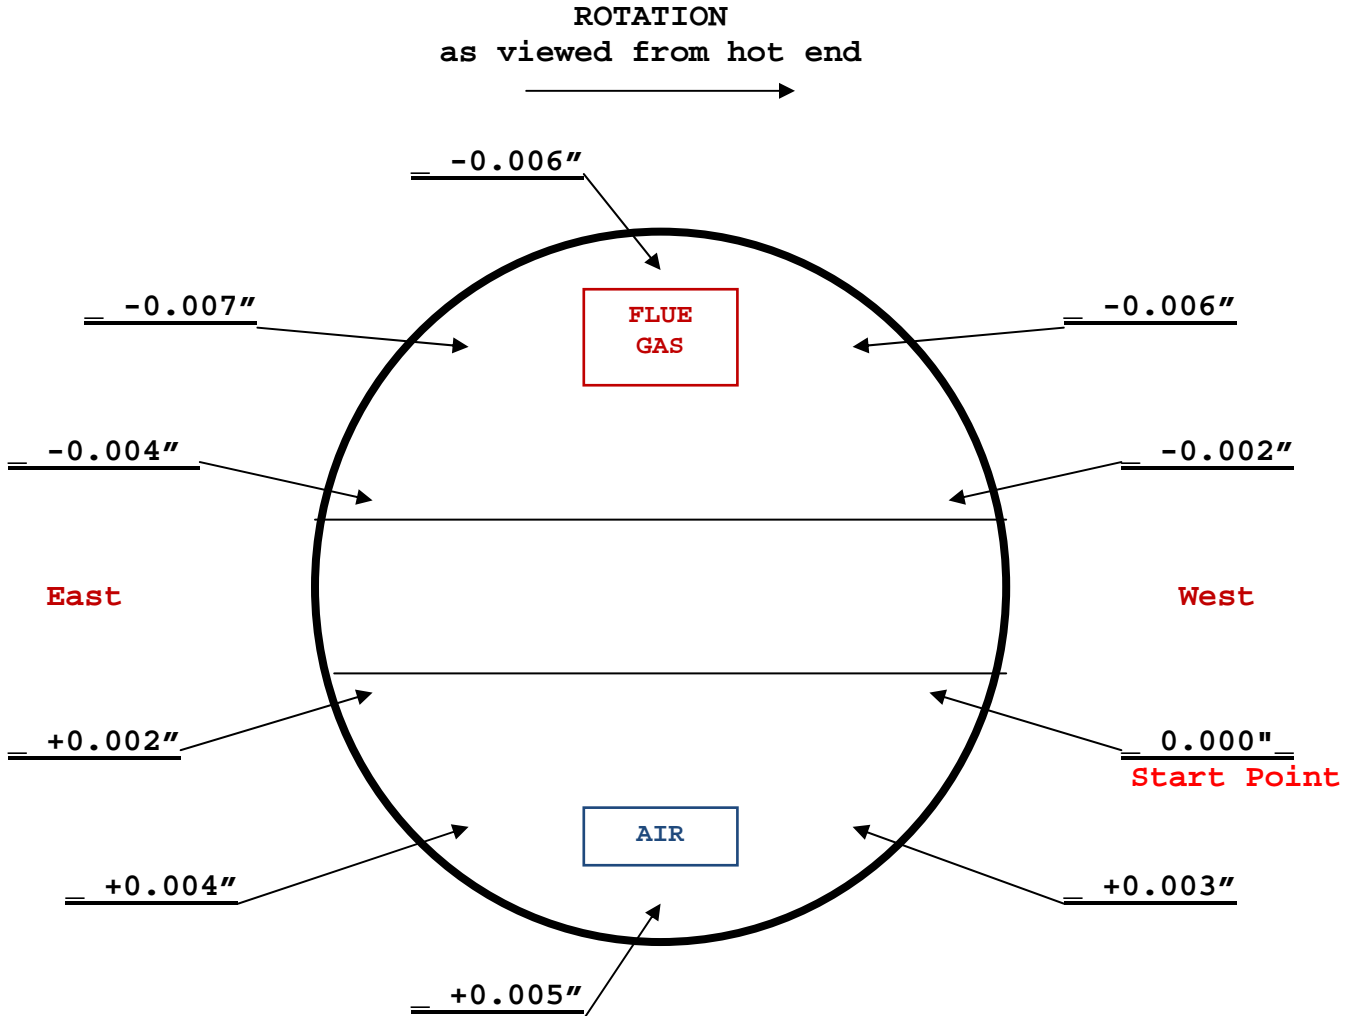 ROTATION
as viewed from hot end
_ -0.006″
_ -0.007″
FLUE
GAS
_ -0.006″
_ -0.004″
_ -0.002″
East
West
_ +0.002″
_ 0.000"_
Start Point
AIR
_ +0.004″
_ +0.003″
_ +0.005″